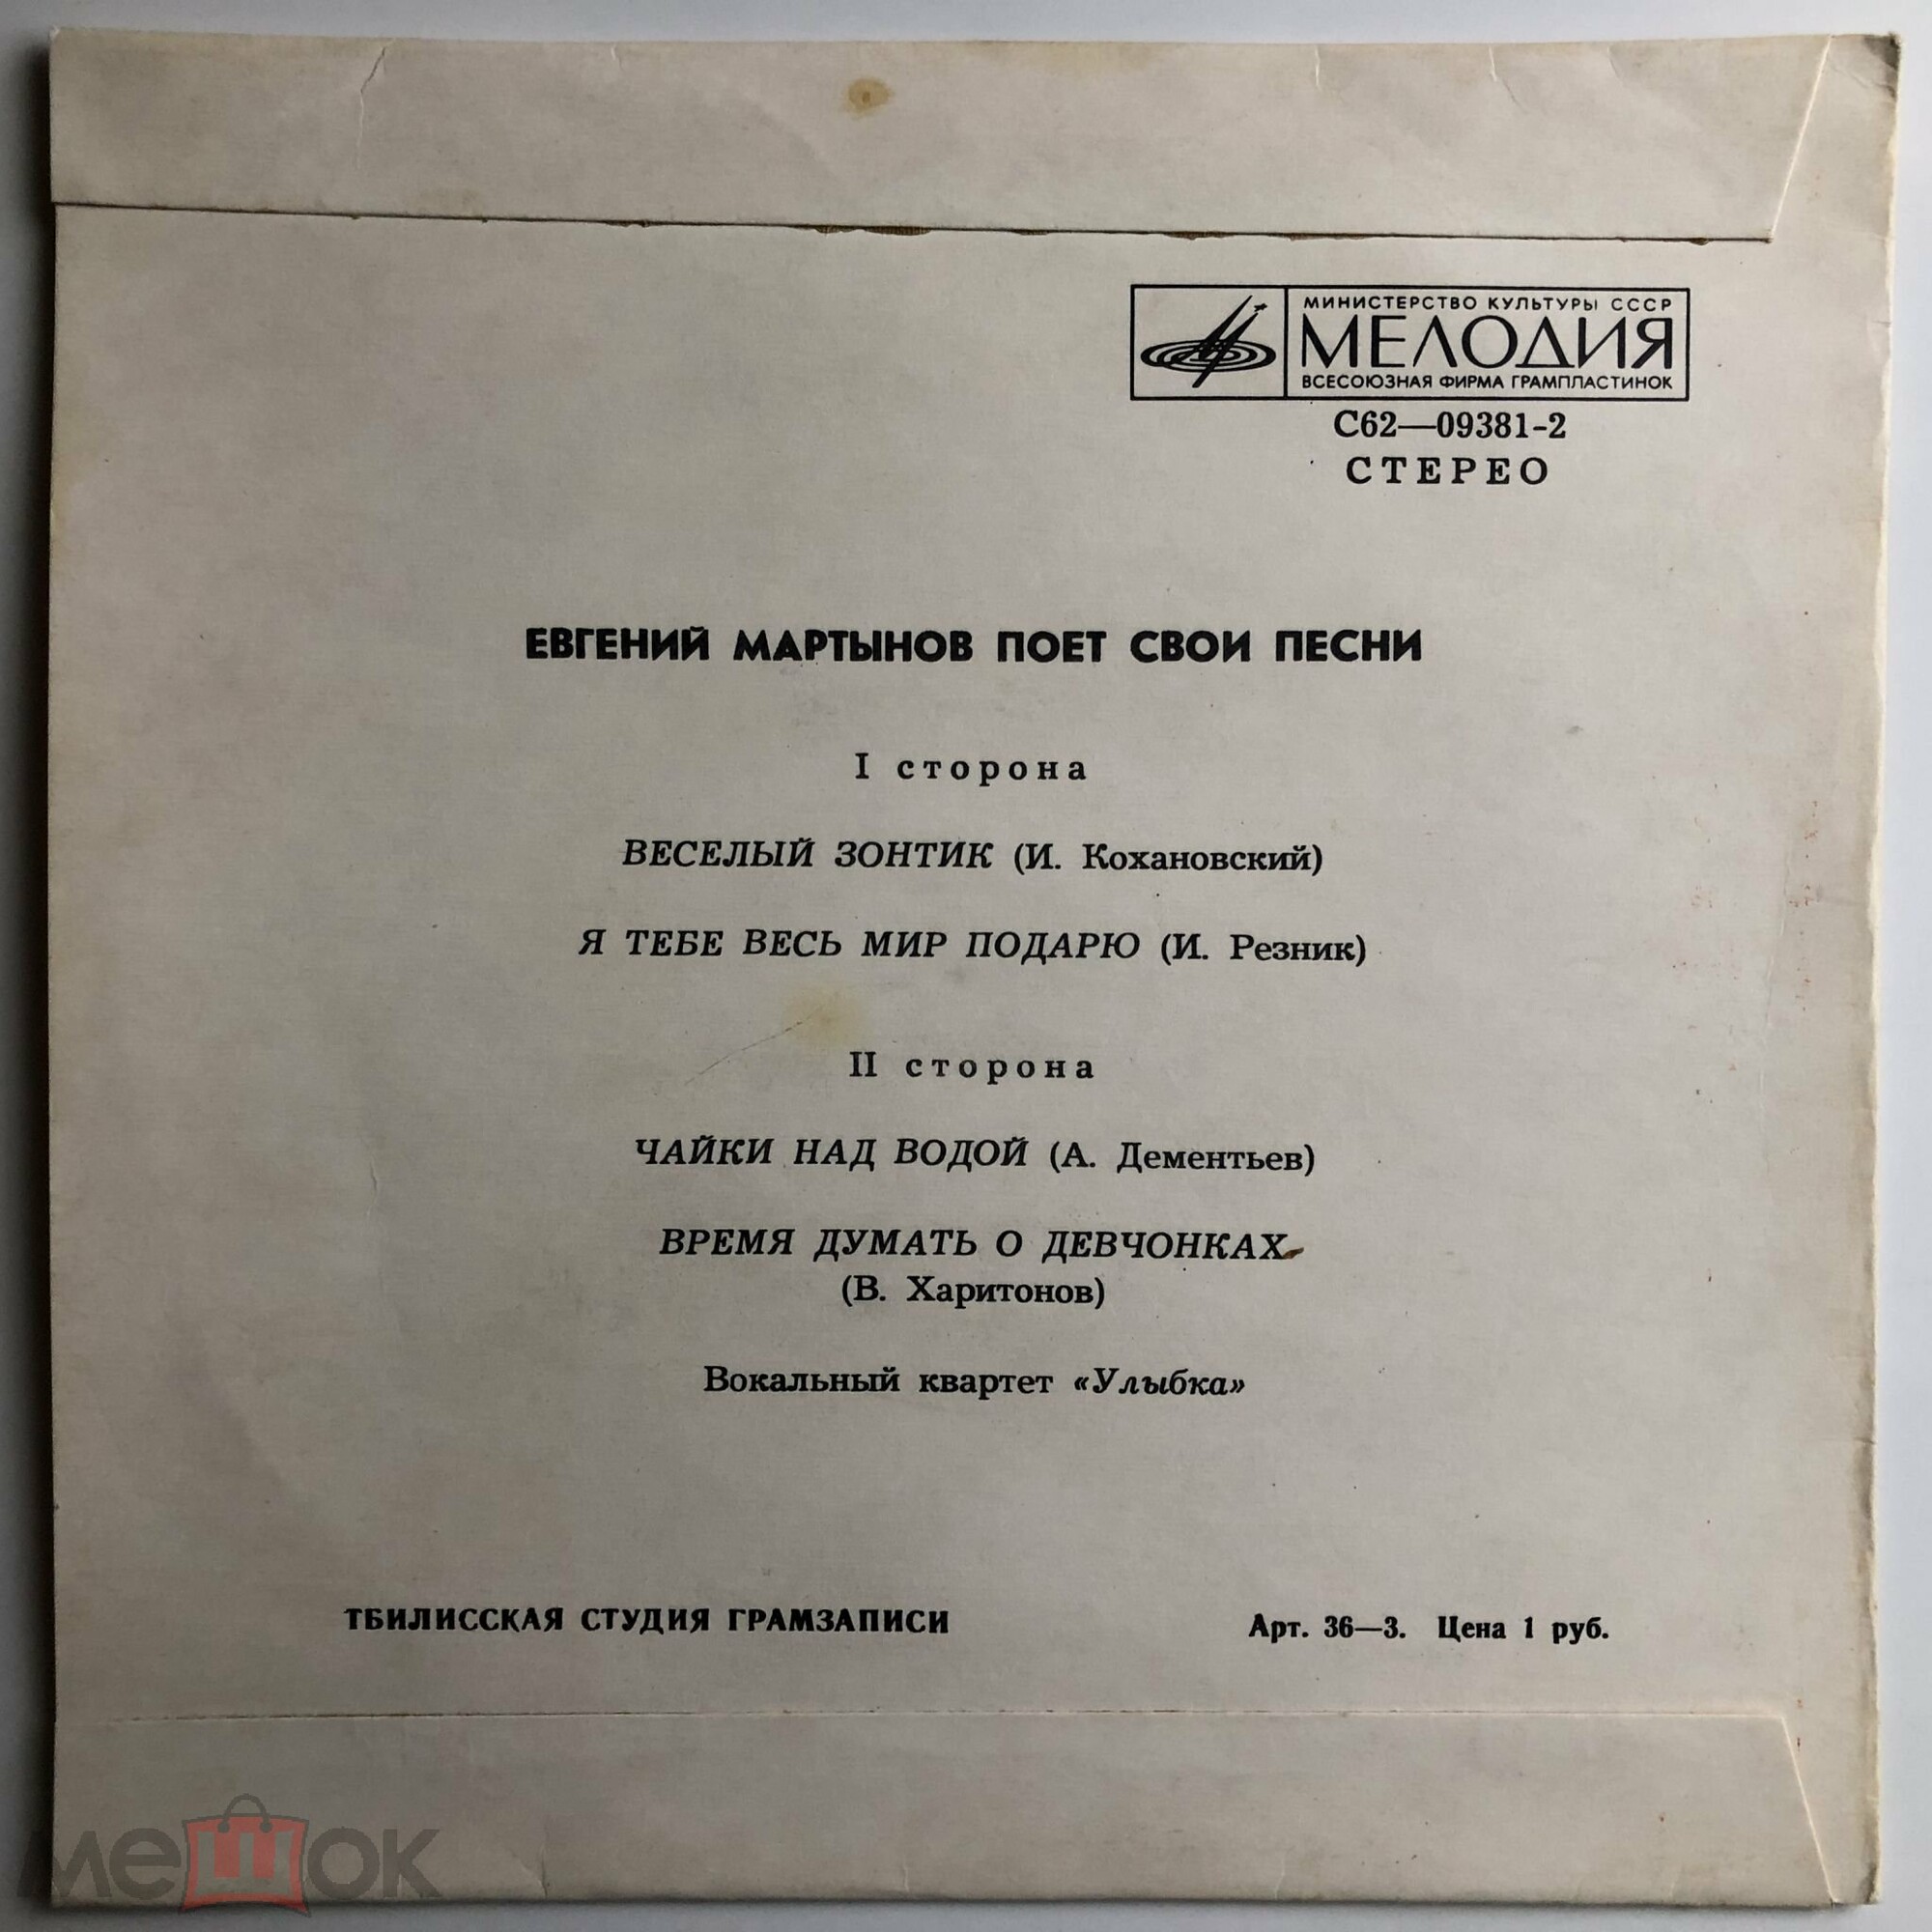 МИНИСТЕРСТВО КУЛЬТУРЫ СССР
МЕЛОДИЯ
ВСЕСОЮЗНАЯ ФИРМА ГРАМПЛАСТИНОК
С62—09381-2
СТЕРЕО
ЕВГЕНИЙ МАРТЫНОВ ПОЕТ СВОИ ПЕСНИ
I сторона
ВЕСЕЛЫЙ ЗОНТИК (И. Кохановский)
Я ТЕБЕ ВЕСЬ МИР ПОДАРЮ (И. Резник)
II сторона
ЧАЙКИ НАД ВОДОЙ (А. Дементьев)
ВРЕМЯ ДУМАТЬ О ДЕВЧОНКАХ
(В. Харитонов)
Вокальный квартет «Улыбка»
ТБИЛИССКАЯ СТУДИЯ ГРАМЗАПИСИ
Арт. 36—3. Цена 1 руб.
мешок